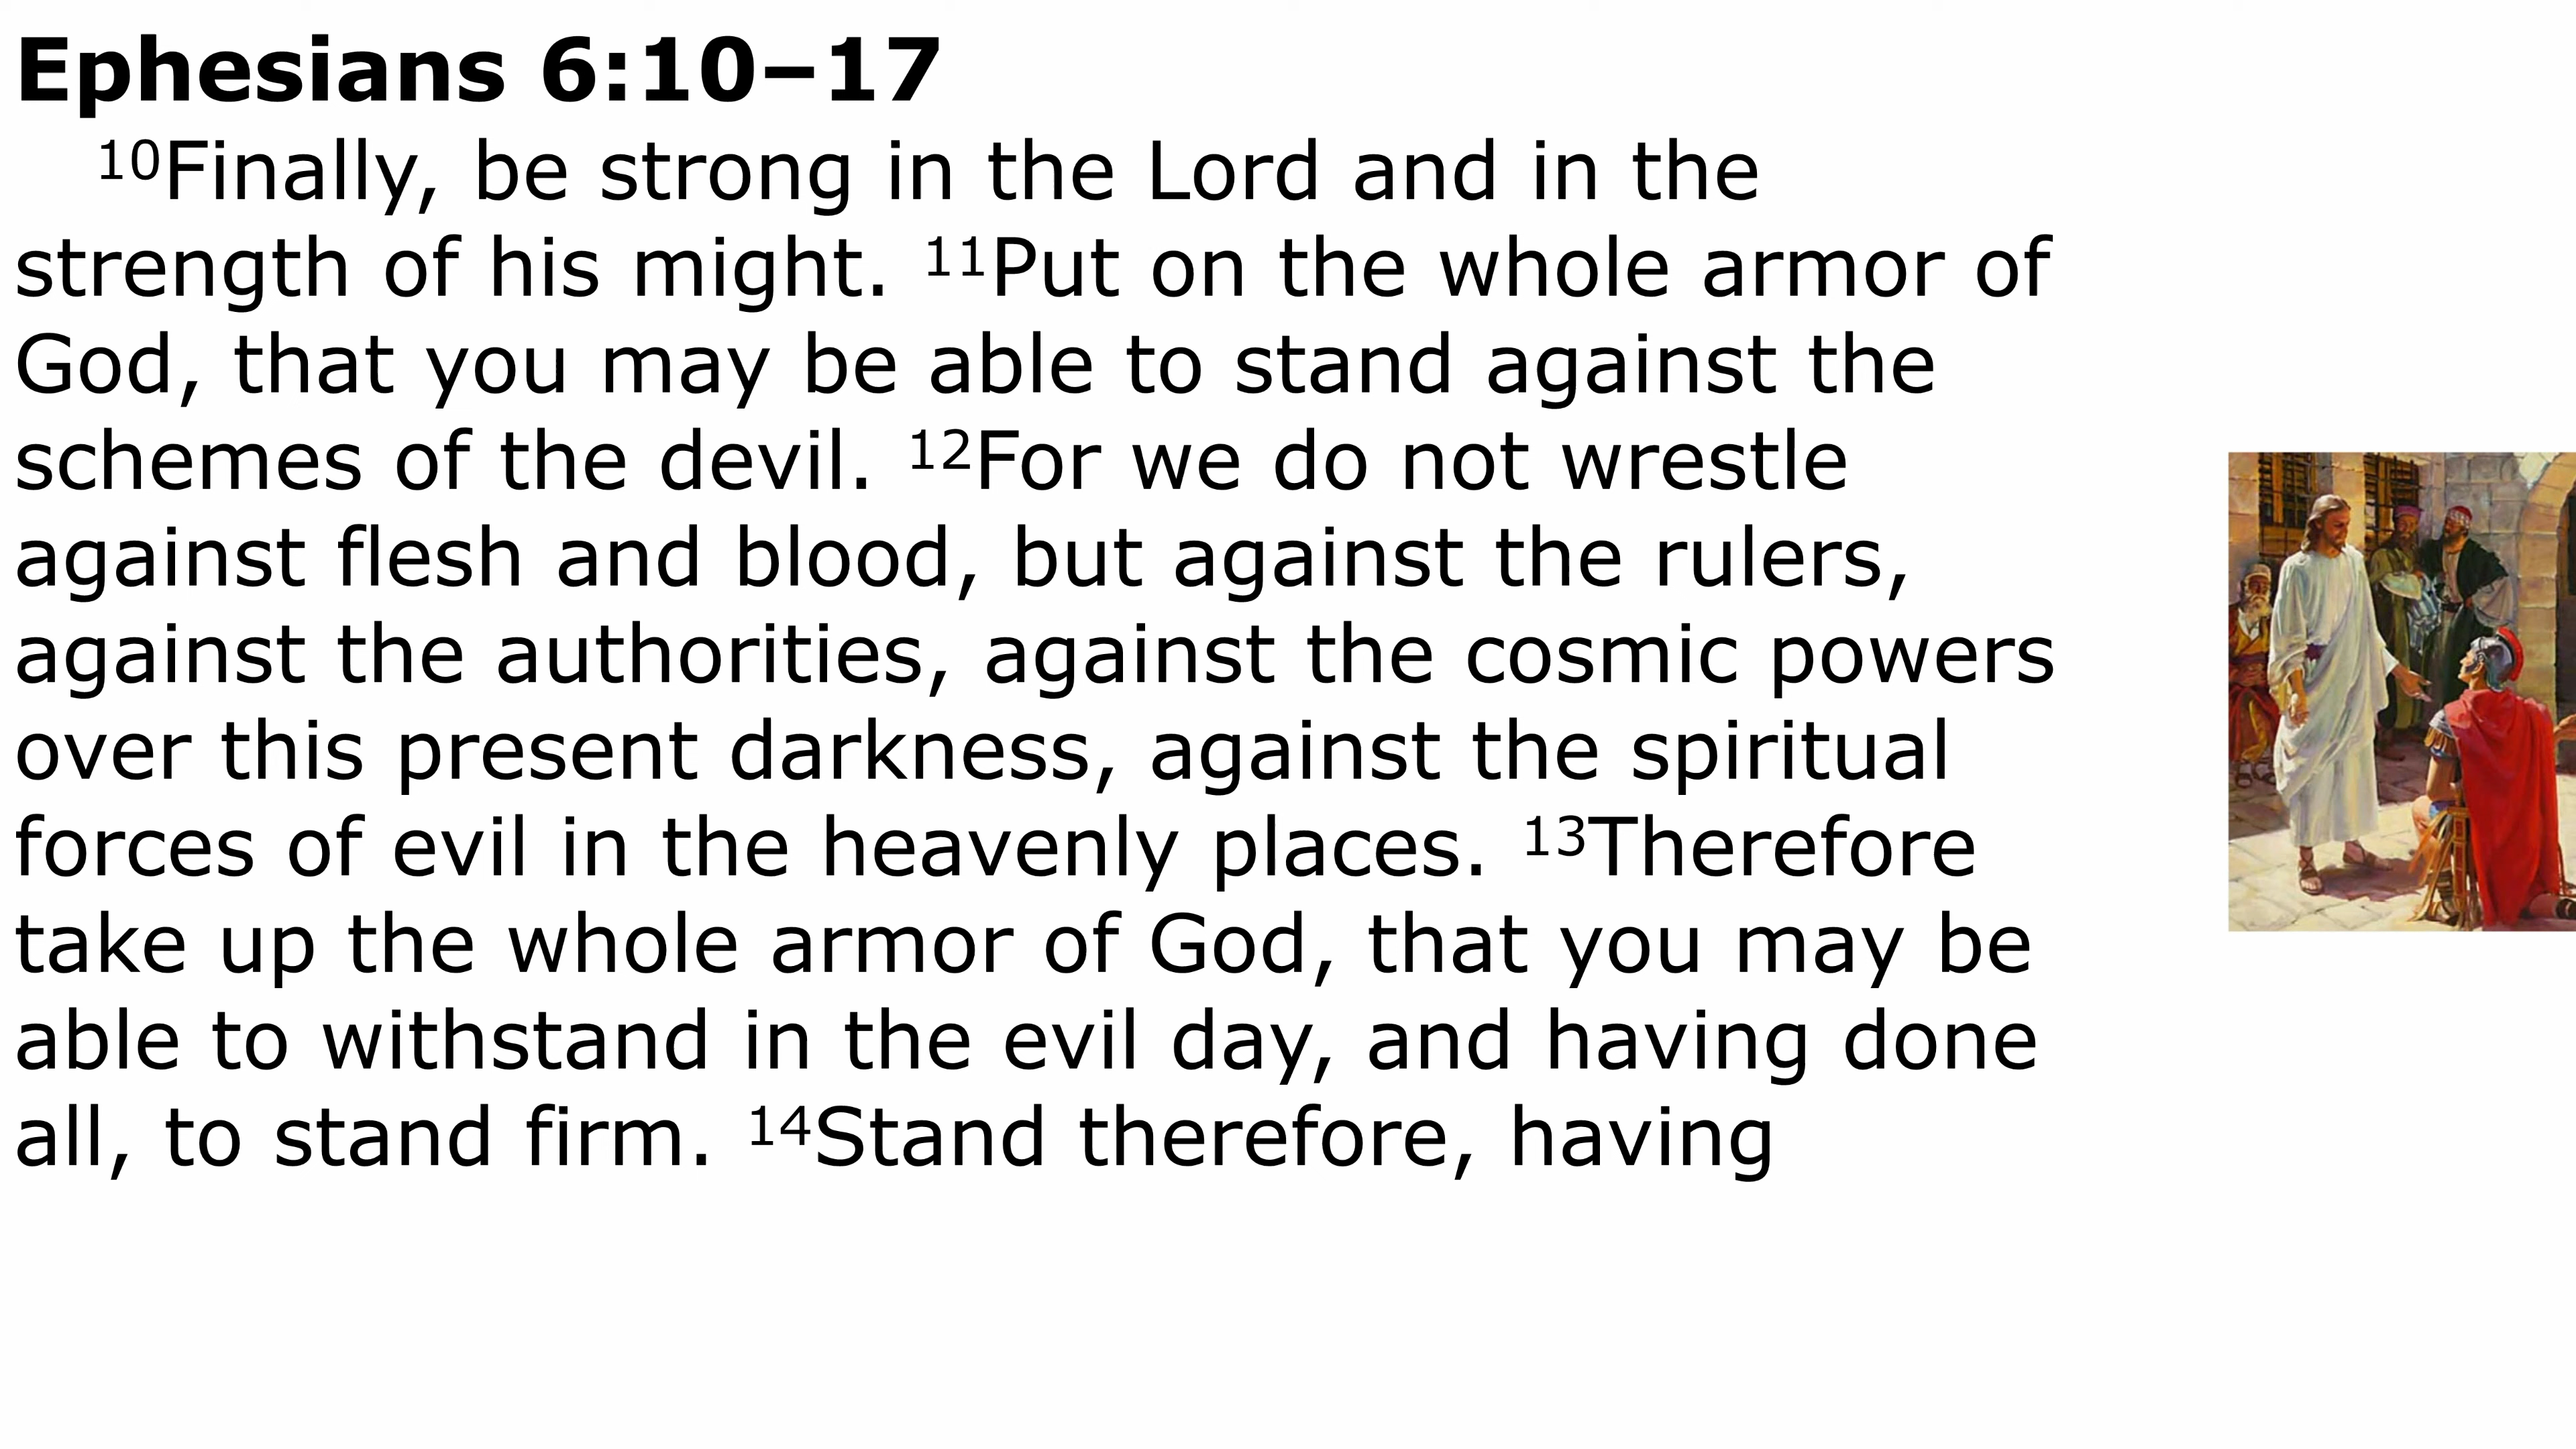 Ephesians 6:10–17
¹⁰Finally, be strong in the Lord and in the
strength of his might. ¹¹Put on the whole armor of
God, that you may be able to stand against the
schemes of the devil. ¹²For we do not wrestle
against flesh and blood, but against the rulers,
against the authorities, against the cosmic powers
over this present darkness, against the spiritual
forces of evil in the heavenly places. ¹³Therefore
take up the whole armor of God, that you may be
able to withstand in the evil day, and having done
all, to stand firm. ¹⁴Stand therefore, having